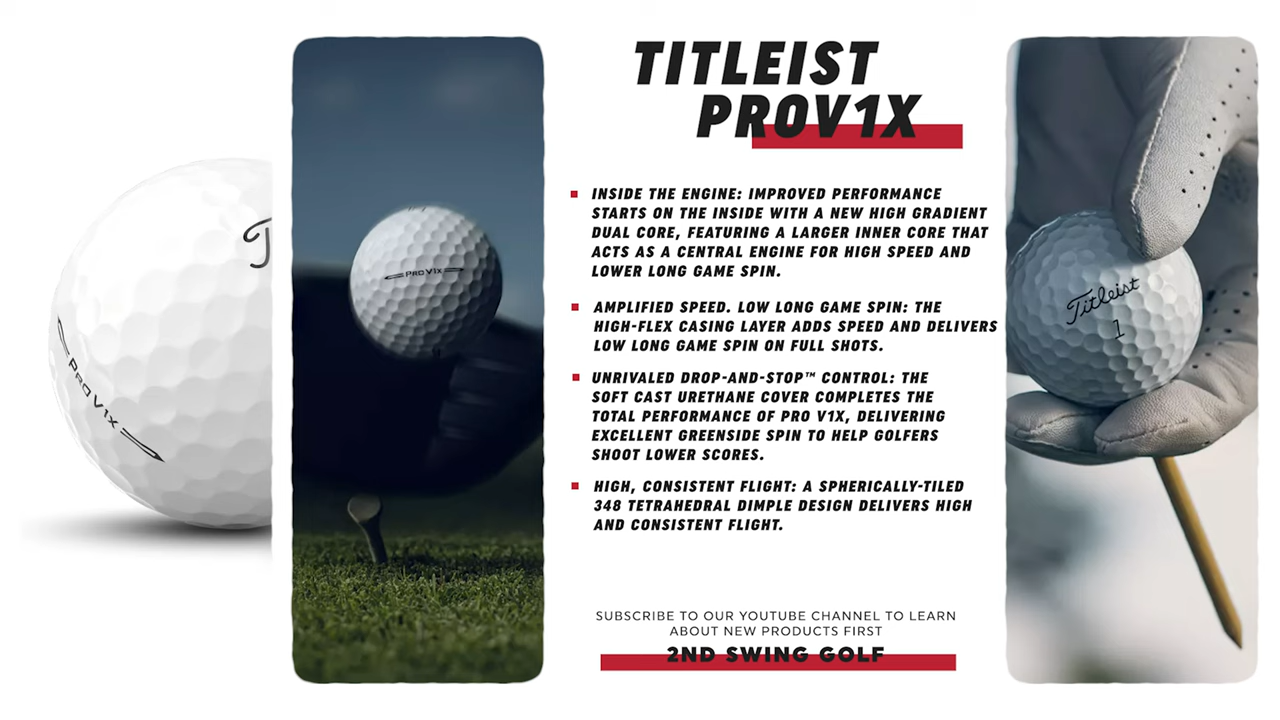 TITLEIST
PROV1X
INSIDE THE ENGINE: IMPROVED PERFORMANCE
STARTS ON THE INSIDE WITH A NEW HIGH GRADIENT
DUAL CORE, FEATURING A LARGER INNER CORE THAT
ACTS AS A CENTRAL ENGINE FOR HIGH SPEED AND
LOWER LONG GAME SPIN.
AMPLIFIED SPEED. LOW LONG GAME SPIN: THE
HIGH-FLEX CASING LAYER ADDS SPEED AND DELIVERS
LOW LONG GAME SPIN ON FULL SHOTS.
UNRIVALED DROP-AND-STOP™ CONTROL: THE
SOFT CAST URETHANE COVER COMPLETES THE
TOTAL PERFORMANCE OF PRO V1X, DELIVERING
EXCELLENT GREENSIDE SPIN TO HELP GOLFERS
SHOOT LOWER SCORES.
HIGH, CONSISTENT FLIGHT: A SPHERICALLY-TILED
348 TETRAHEDRAL DIMPLE DESIGN DELIVERS HIGH
AND CONSISTENT FLIGHT.
SUBSCRIBE TO OUR YOUTUBE CHANNEL TO LEARN
ABOUT NEW PRODUCTS FIRST
2ND SWING GOLF
T
PRO V1x
PRO V1x
Titleist
1